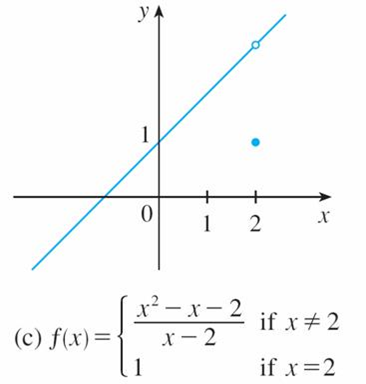 y
1
0
1
2
x
(c) f(x) = { (x² − x − 2)/(x − 2) if x ≠ 2
1 if x = 2